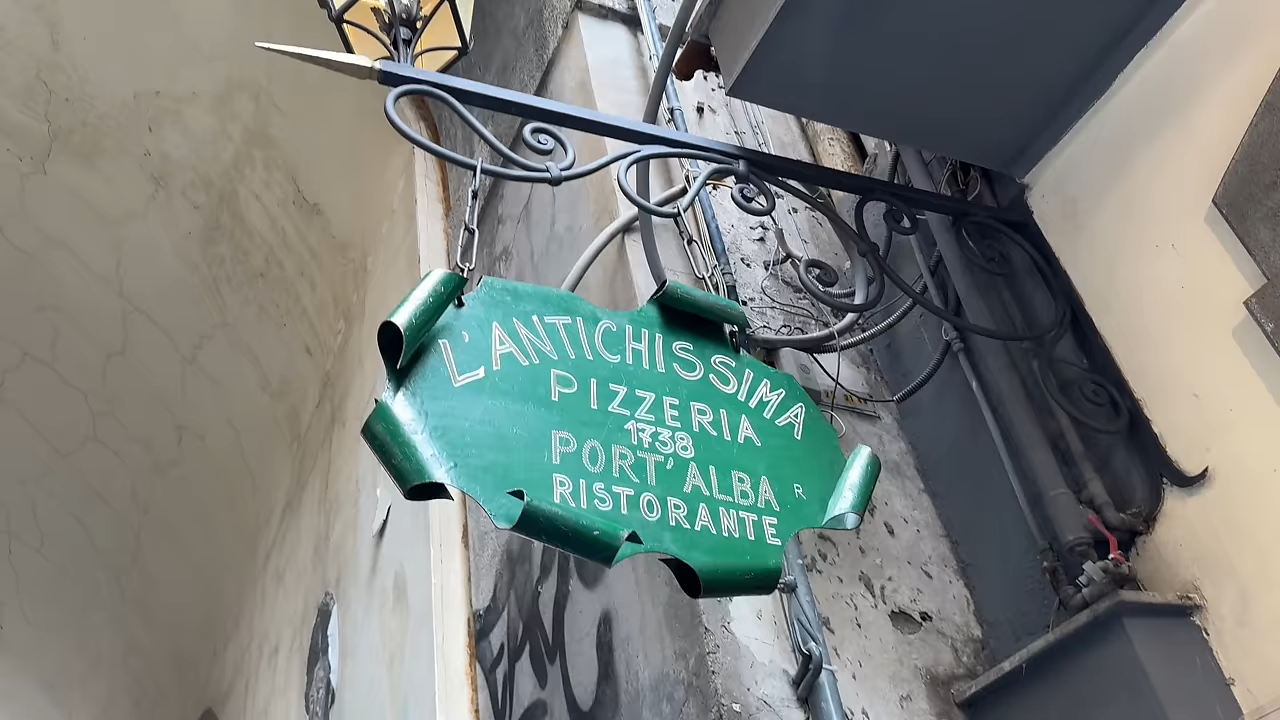 L'ANTICHISSIMA
PIZZERIA
1738
PORT'ALBA R
RISTORANTE